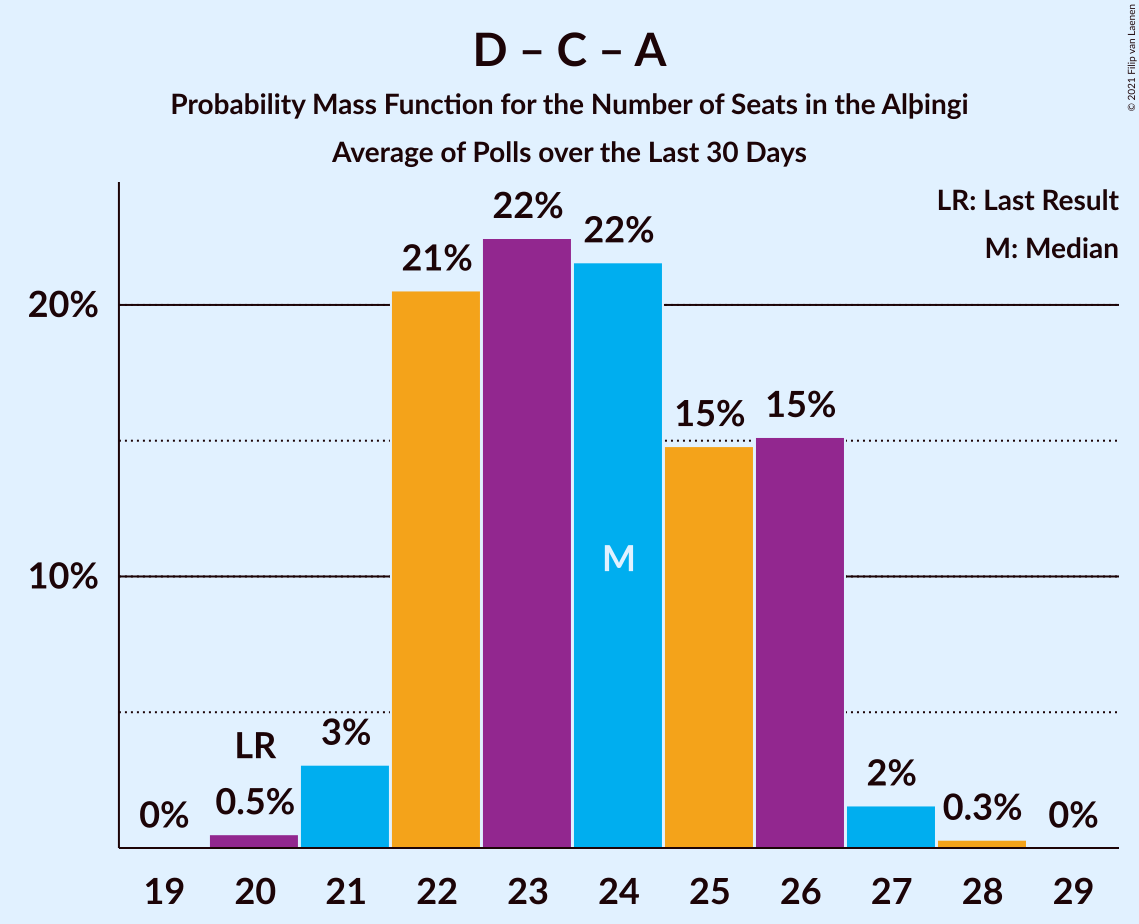 D – C – A
Probability Mass Function for the Number of Seats in the Alþingi
Average of Polls over the Last 30 Days
© 2021 Filip van Laenen
LR: Last Result
M: Median
20%
10%
0%
LR
0.5%
3%
21%
22%
22%
M
15%
15%
2%
0.3%
0%
19 20 21 22 23 24 25 26 27 28 29